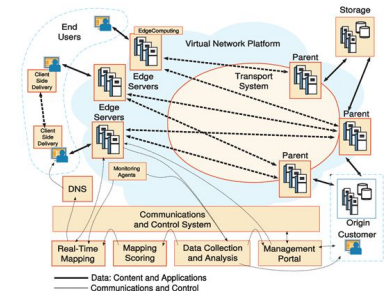 End
Users
EdgeComputing
Virtual Network Platform
Storage
Client
Side
Delivery
Edge
Servers
Parent
Transport
System
Client
Side
Delivery
Edge
Servers
Parent
Monitoring
Agents
Parent
DNS
Origin
Customer
Communications
and Control System
Real-Time
Mapping
Mapping
Scoring
Data Collection
and Analysis
Management
Portal
Data: Content and Applications
Communications and Control